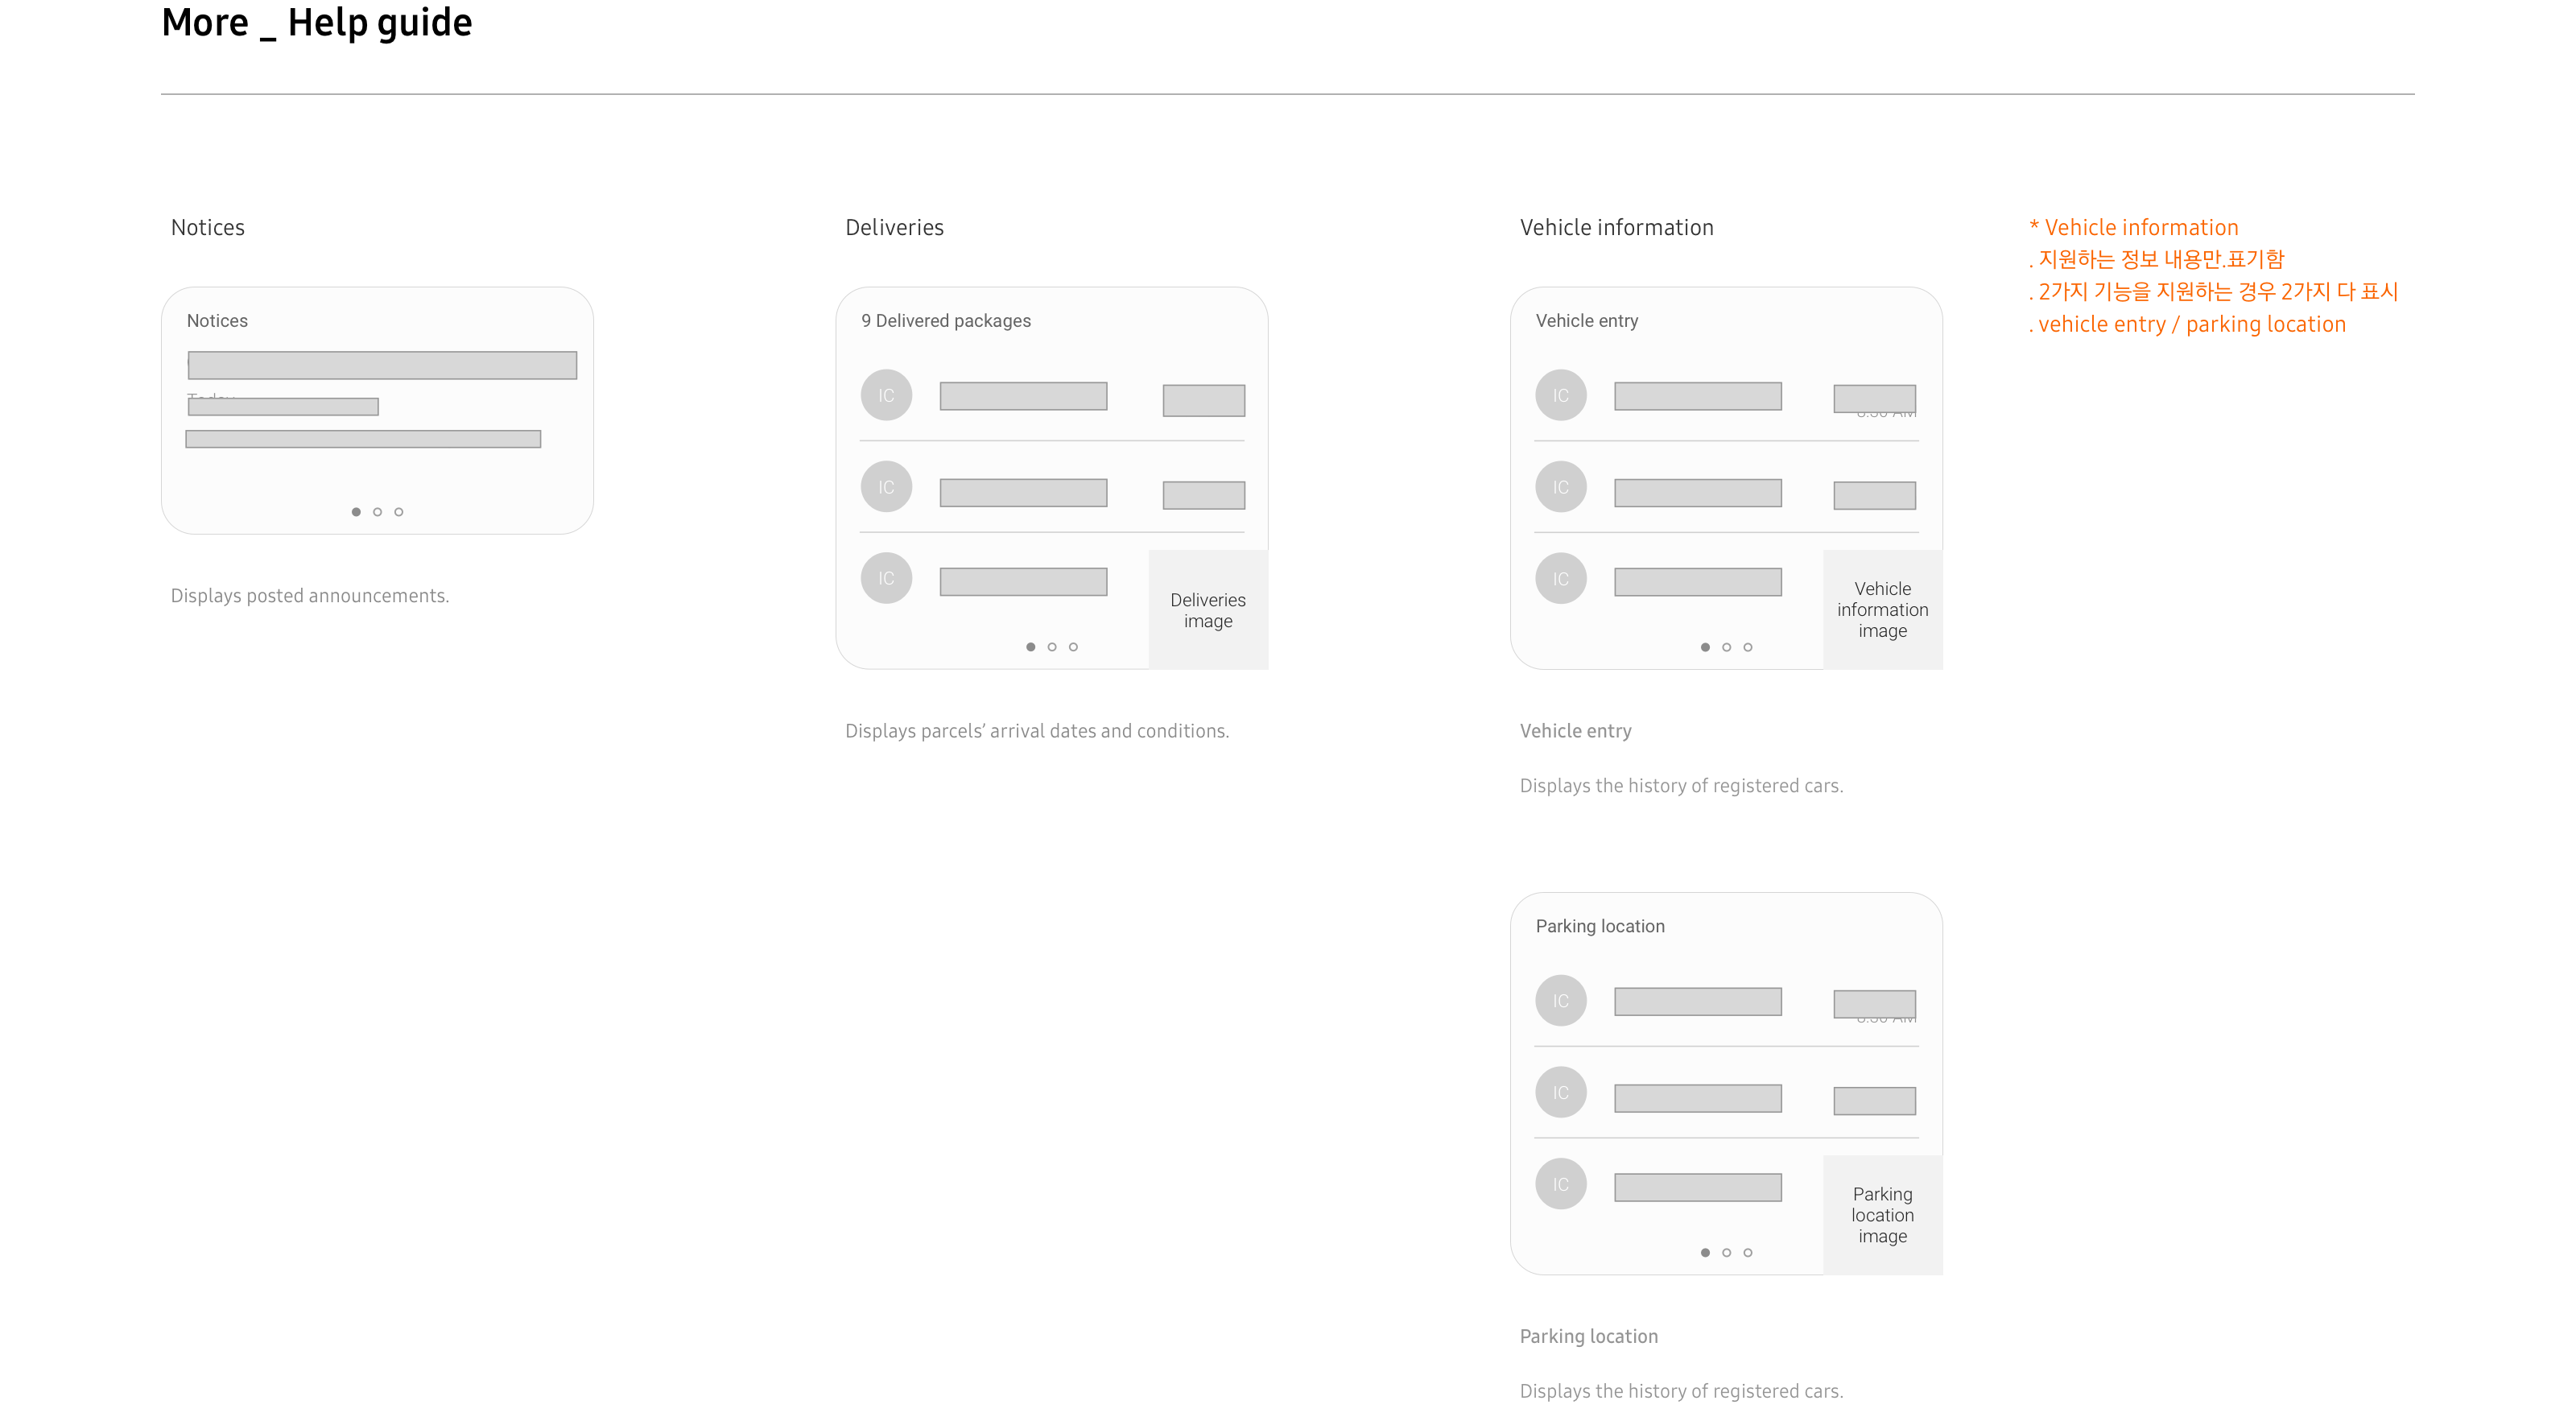 More _ Help guide
Notices
Notices
Displays posted announcements.
Deliveries
9 Delivered packages
IC
IC
IC
Deliveries
image
Displays parcels’ arrival dates and conditions.
Vehicle information
Vehicle entry
IC
IC
IC
Vehicle
information
image
Vehicle entry
Displays the history of registered cars.
Parking location
IC
IC
IC
Parking
location
image
Parking location
Displays the history of registered cars.
* Vehicle information
. 지원하는 정보 내용만.표기함
. 2가지 기능을 지원하는 경우 2가지 다 표시
. vehicle entry / parking location